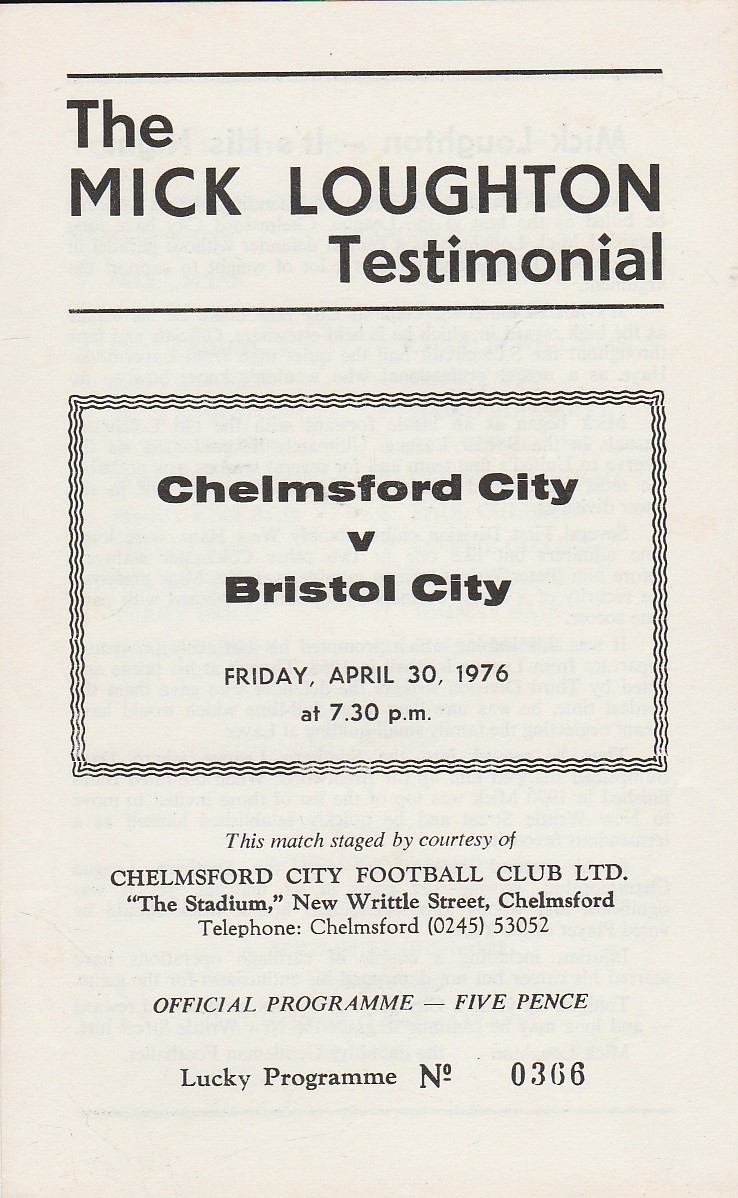 The
MICK LOUGHTON
Testimonial
Chelmsford City
v
Bristol City
FRIDAY, APRIL 30, 1976
at 7.30 p.m.
This match staged by courtesy of
CHELMSFORD CITY FOOTBALL CLUB LTD.
"The Stadium," New Writtle Street, Chelmsford
Telephone: Chelmsford (0245) 53052
OFFICIAL PROGRAMME — FIVE PENCE
Lucky Programme Nº 0366